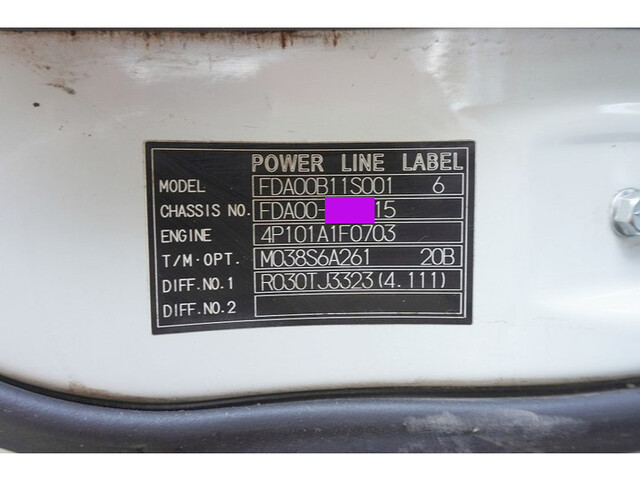 POWER LINE LABEL
MODEL FDA00B11S001 6
CHASSIS NO. FDA00- 15
ENGINE 4P101A1F0703
T/M·OPT. M038S6A261 20B
DIFF.NO.1 R030TJ3323(4.111)
DIFF.NO.2